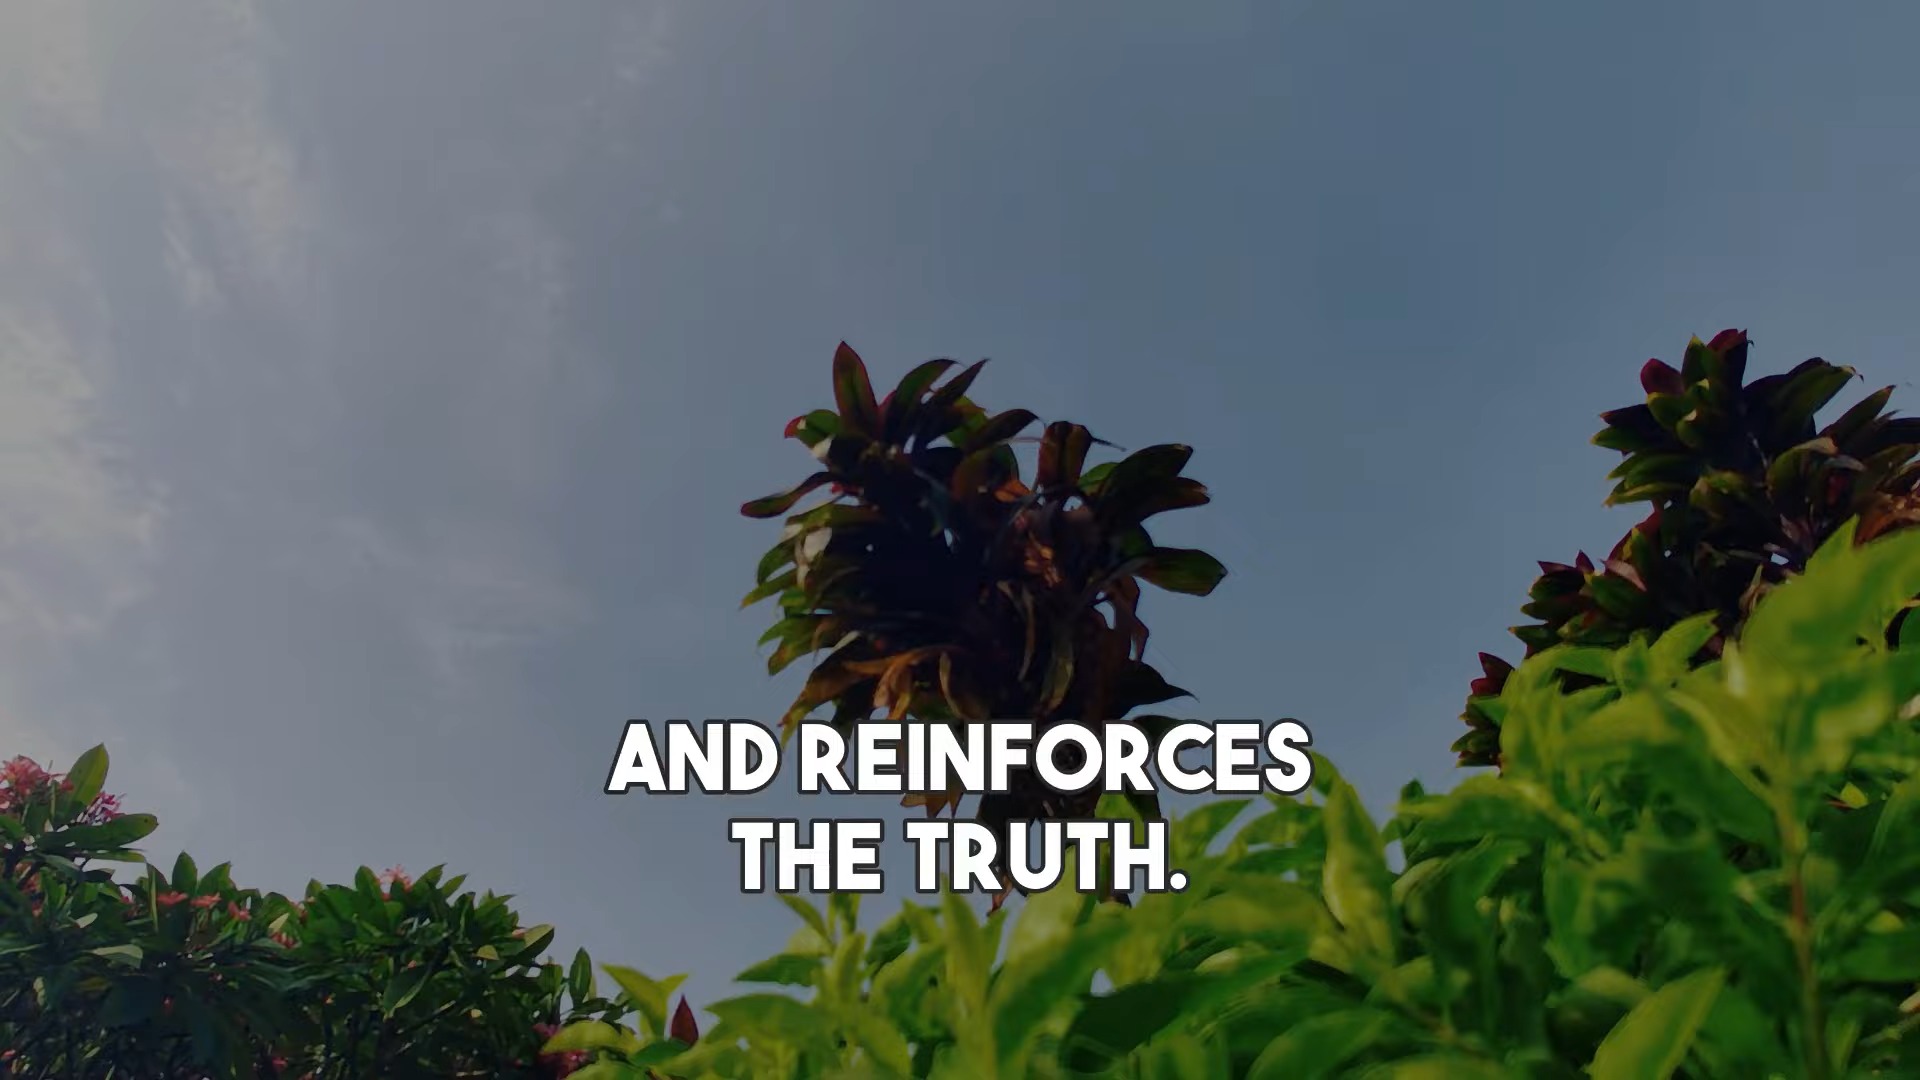 AND REINFORCES
THE TRUTH.